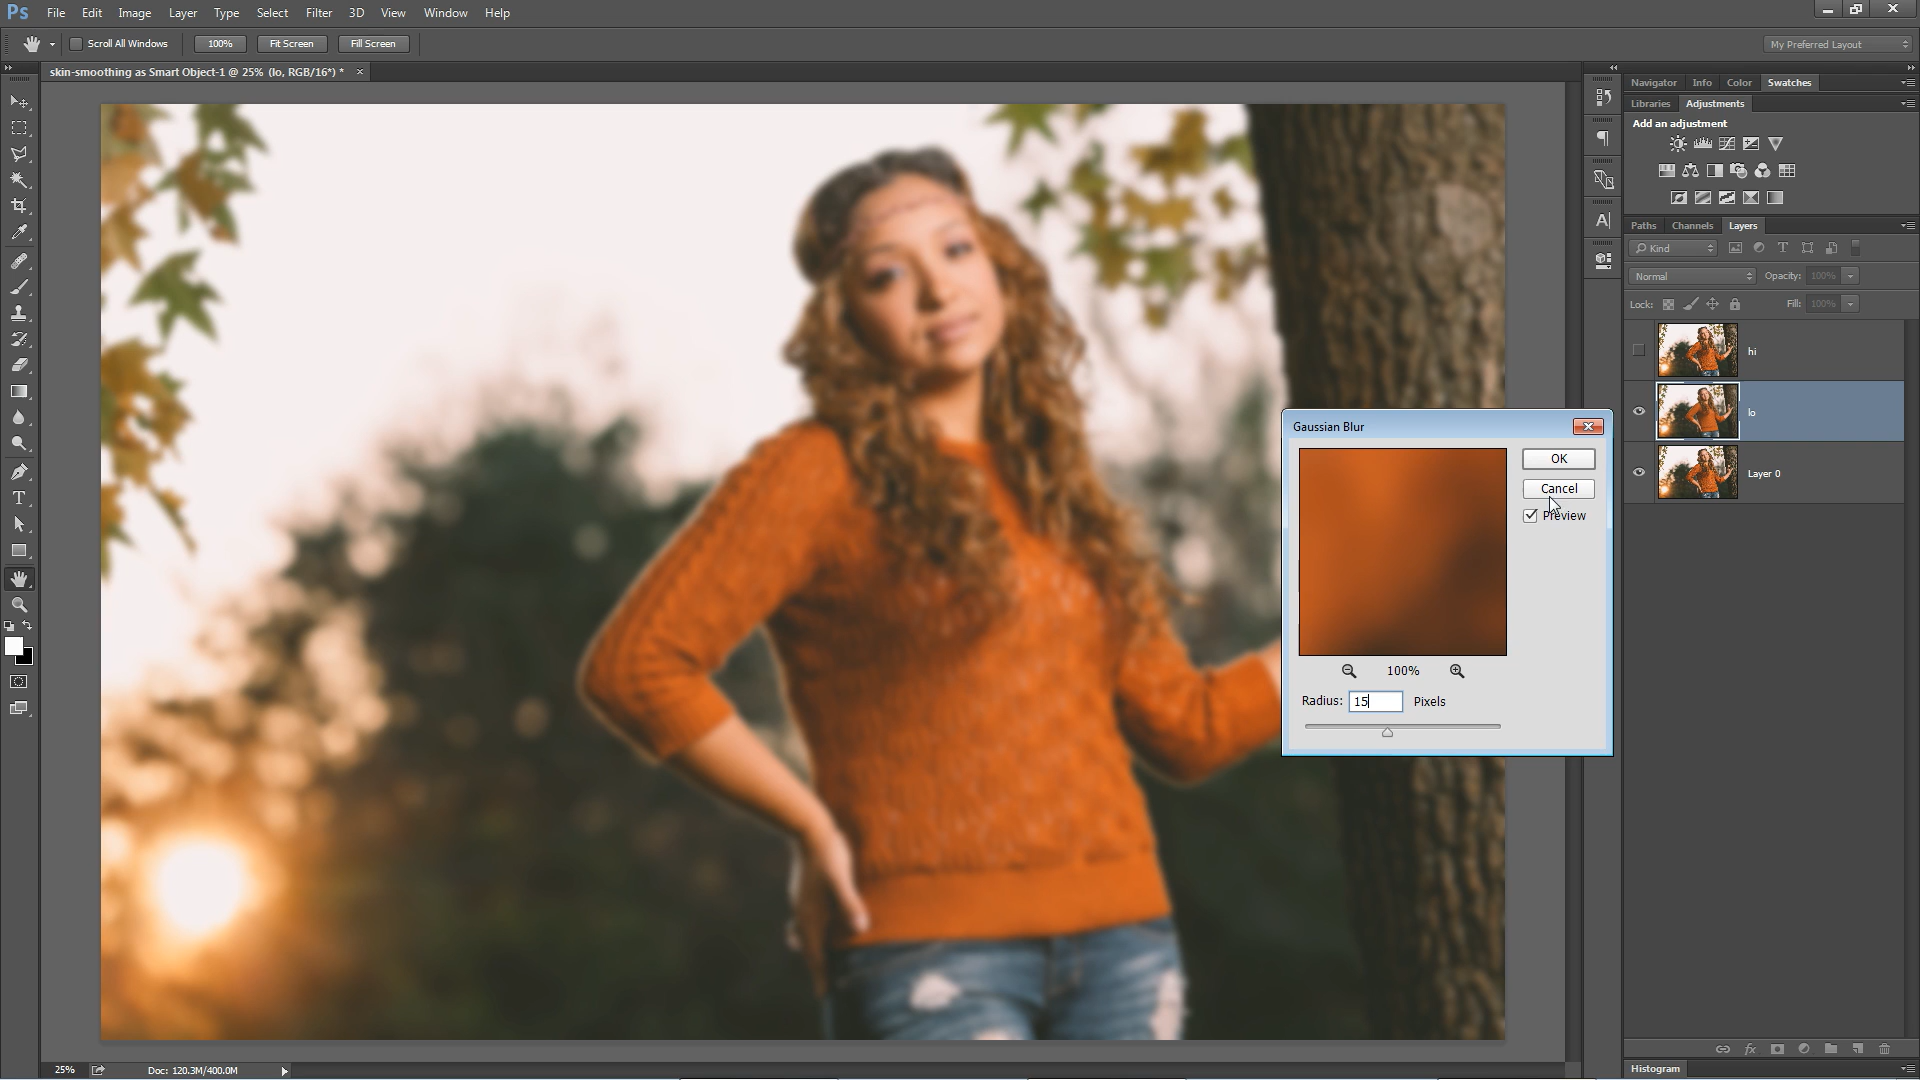 Ps File Edit Image Layer Type Select Filter 3D View Window Help
Scroll All Windows 100% Fit Screen Fill Screen My Preferred Layout
skin-smoothing as Smart Object-1 @ 25% (lo, RGB/16*) * ×
Navigator Info Color Swatches
Libraries Adjustments
Add an adjustment
Paths Channels Layers
Kind T
Normal Opacity: 100%
Lock: Fill: 100%
hi
lo
Layer 0
A
T
Gaussian Blur
OK
Cancel
Preview
100%
Radius: 15 Pixels
fx
25% Doc: 120.3M/400.0M
Histogram